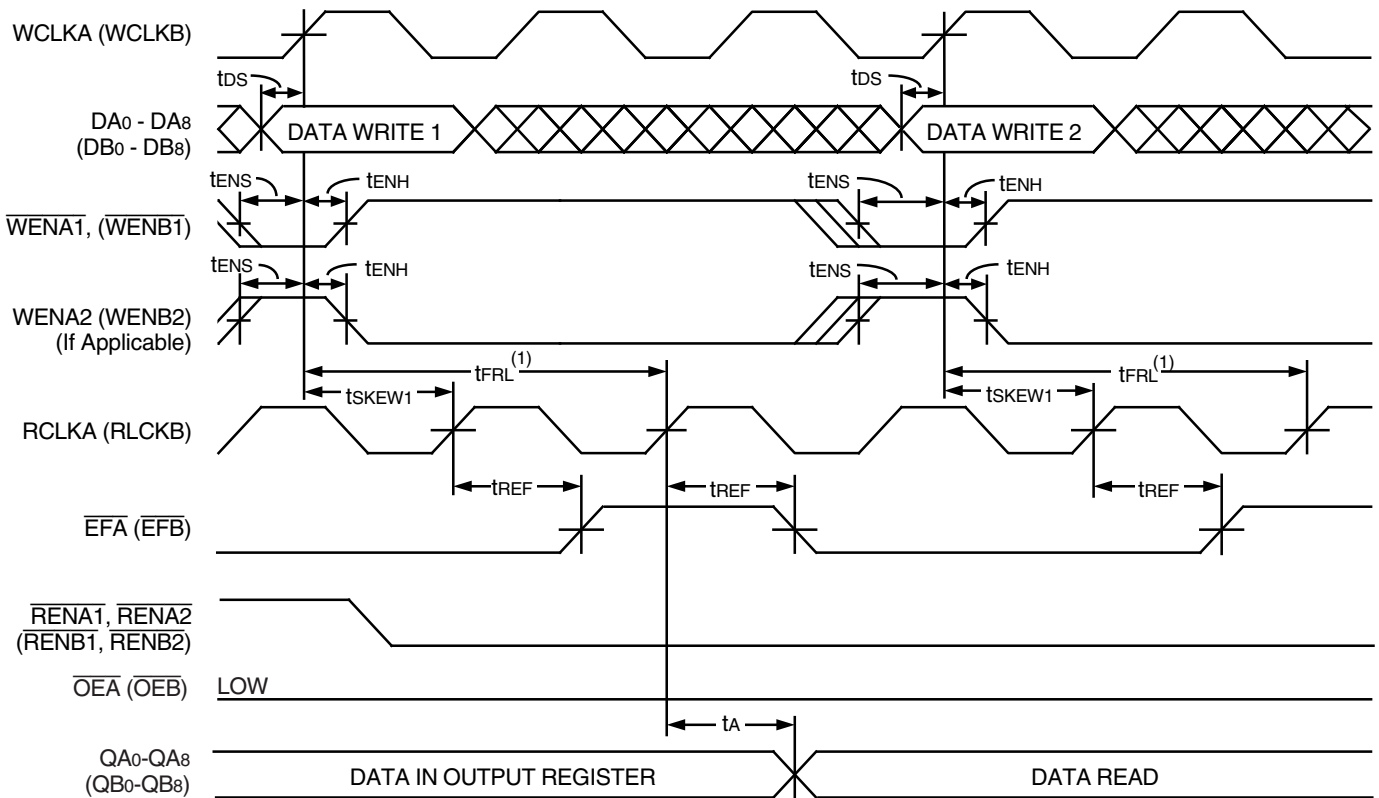 WCLKA (WCLKB)
tDS
tDS
DA0 - DA8
(DB0 - DB8)
DATA WRITE 1
DATA WRITE 2
tENS
tENH
tENS
tENH
WENA1, (WENB1)
tENS
tENH
tENS
tENH
WENA2 (WENB2)
(If Applicable)
tFRL(1)
tFRL(1)
tSKEW1
tSKEW1
RCLKA (RLCKB)
tREF
tREF
tREF
EFA (EFB)
RENA1, RENA2
(RENB1, RENB2)
OEA (OEB)
LOW
tA
QA0-QA8
(QB0-QB8)
DATA IN OUTPUT REGISTER
DATA READ